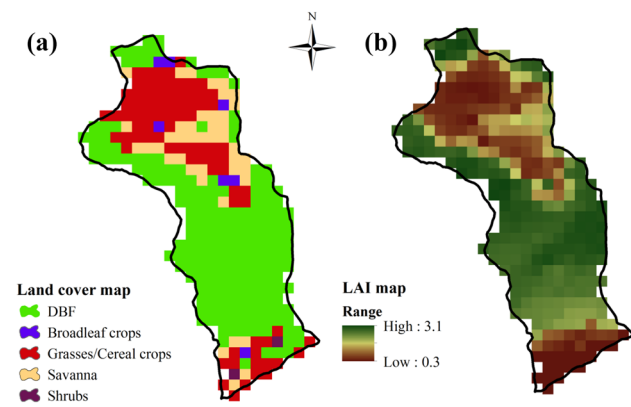 (a)
N
(b)
Land cover map
DBF
Broadleaf crops
Grasses/Cereal crops
Savanna
Shrubs
LAI map
Range
High : 3.1
Low : 0.3